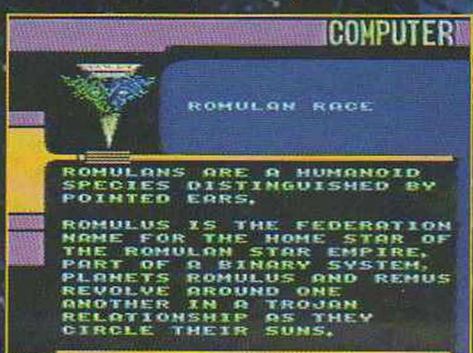 COMPUTER
ROMULAN RACE
ROMULANS ARE A HUMANOID
SPECIES DISTINGUISHED BY
POINTED EARS.
ROMULUS IS THE FEDERATION
NAME FOR THE HOME STAR OF
THE ROMULAN STAR EMPIRE,
PART OF A BINARY SYSTEM,
PLANETS ROMULUS AND REMUS
REVOLVE AROUND ONE
ANOTHER IN A TROJAN
RELATIONSHIP AS THEY
CIRCLE THEIR SUNS.